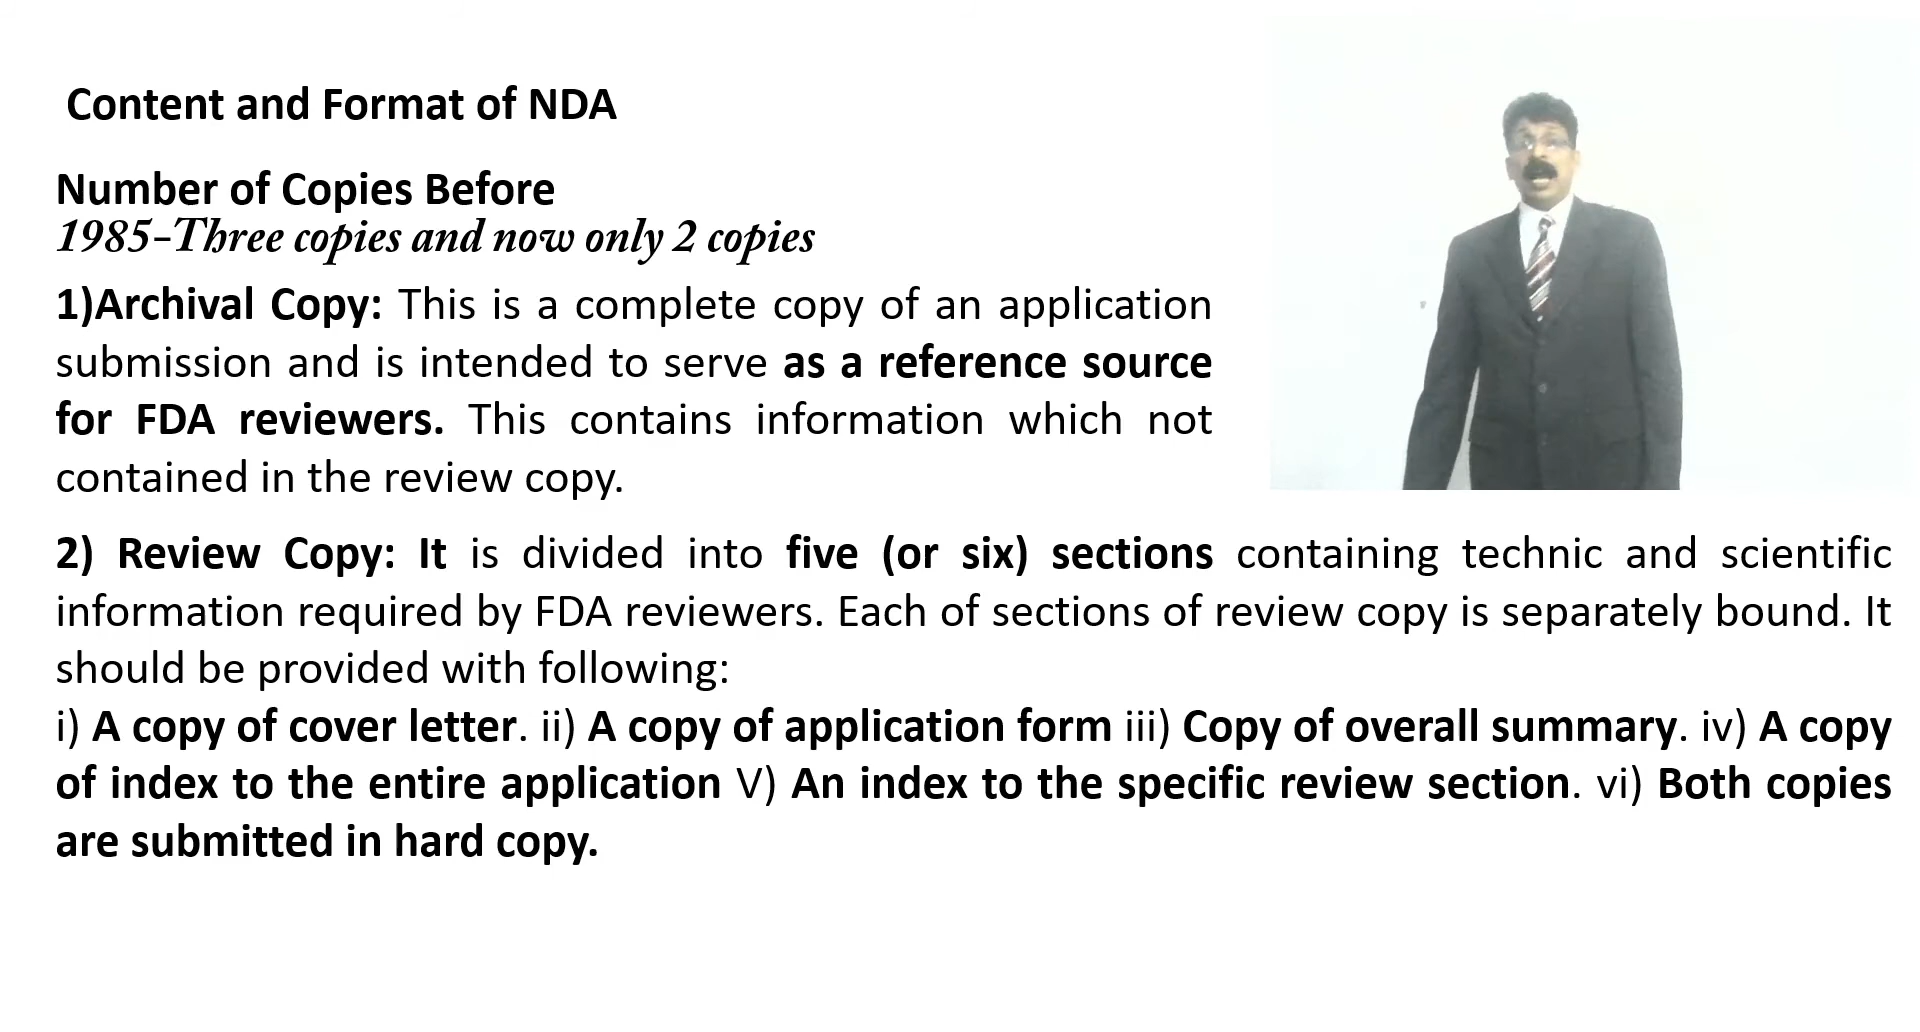 Content and Format of NDA
Number of Copies Before
1985-Three copies and now only 2 copies
1)Archival Copy: This is a complete copy of an application
submission and is intended to serve as a reference source
for FDA reviewers. This contains information which not
contained in the review copy.
2) Review Copy: It is divided into five (or six) sections containing technic and scientific
information required by FDA reviewers. Each of sections of review copy is separately bound. It
should be provided with following:
i) A copy of cover letter. ii) A copy of application form iii) Copy of overall summary. iv) A copy
of index to the entire application V) An index to the specific review section. vi) Both copies
are submitted in hard copy.